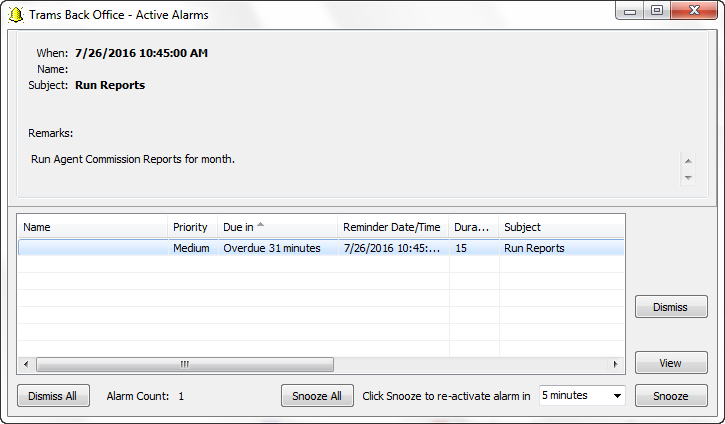 Trams Back Office - Active Alarms
When: 7/26/2016 10:45:00 AM
Name:
Subject: Run Reports
Remarks:
Run Agent Commission Reports for month.
Name Priority Due in Reminder Date/Time Dura... Subject
Medium Overdue 31 minutes 7/26/2016 10:45:... 15 Run Reports
Dismiss
View
Dismiss All Alarm Count: 1 Snooze All Click Snooze to re-activate alarm in 5 minutes Snooze